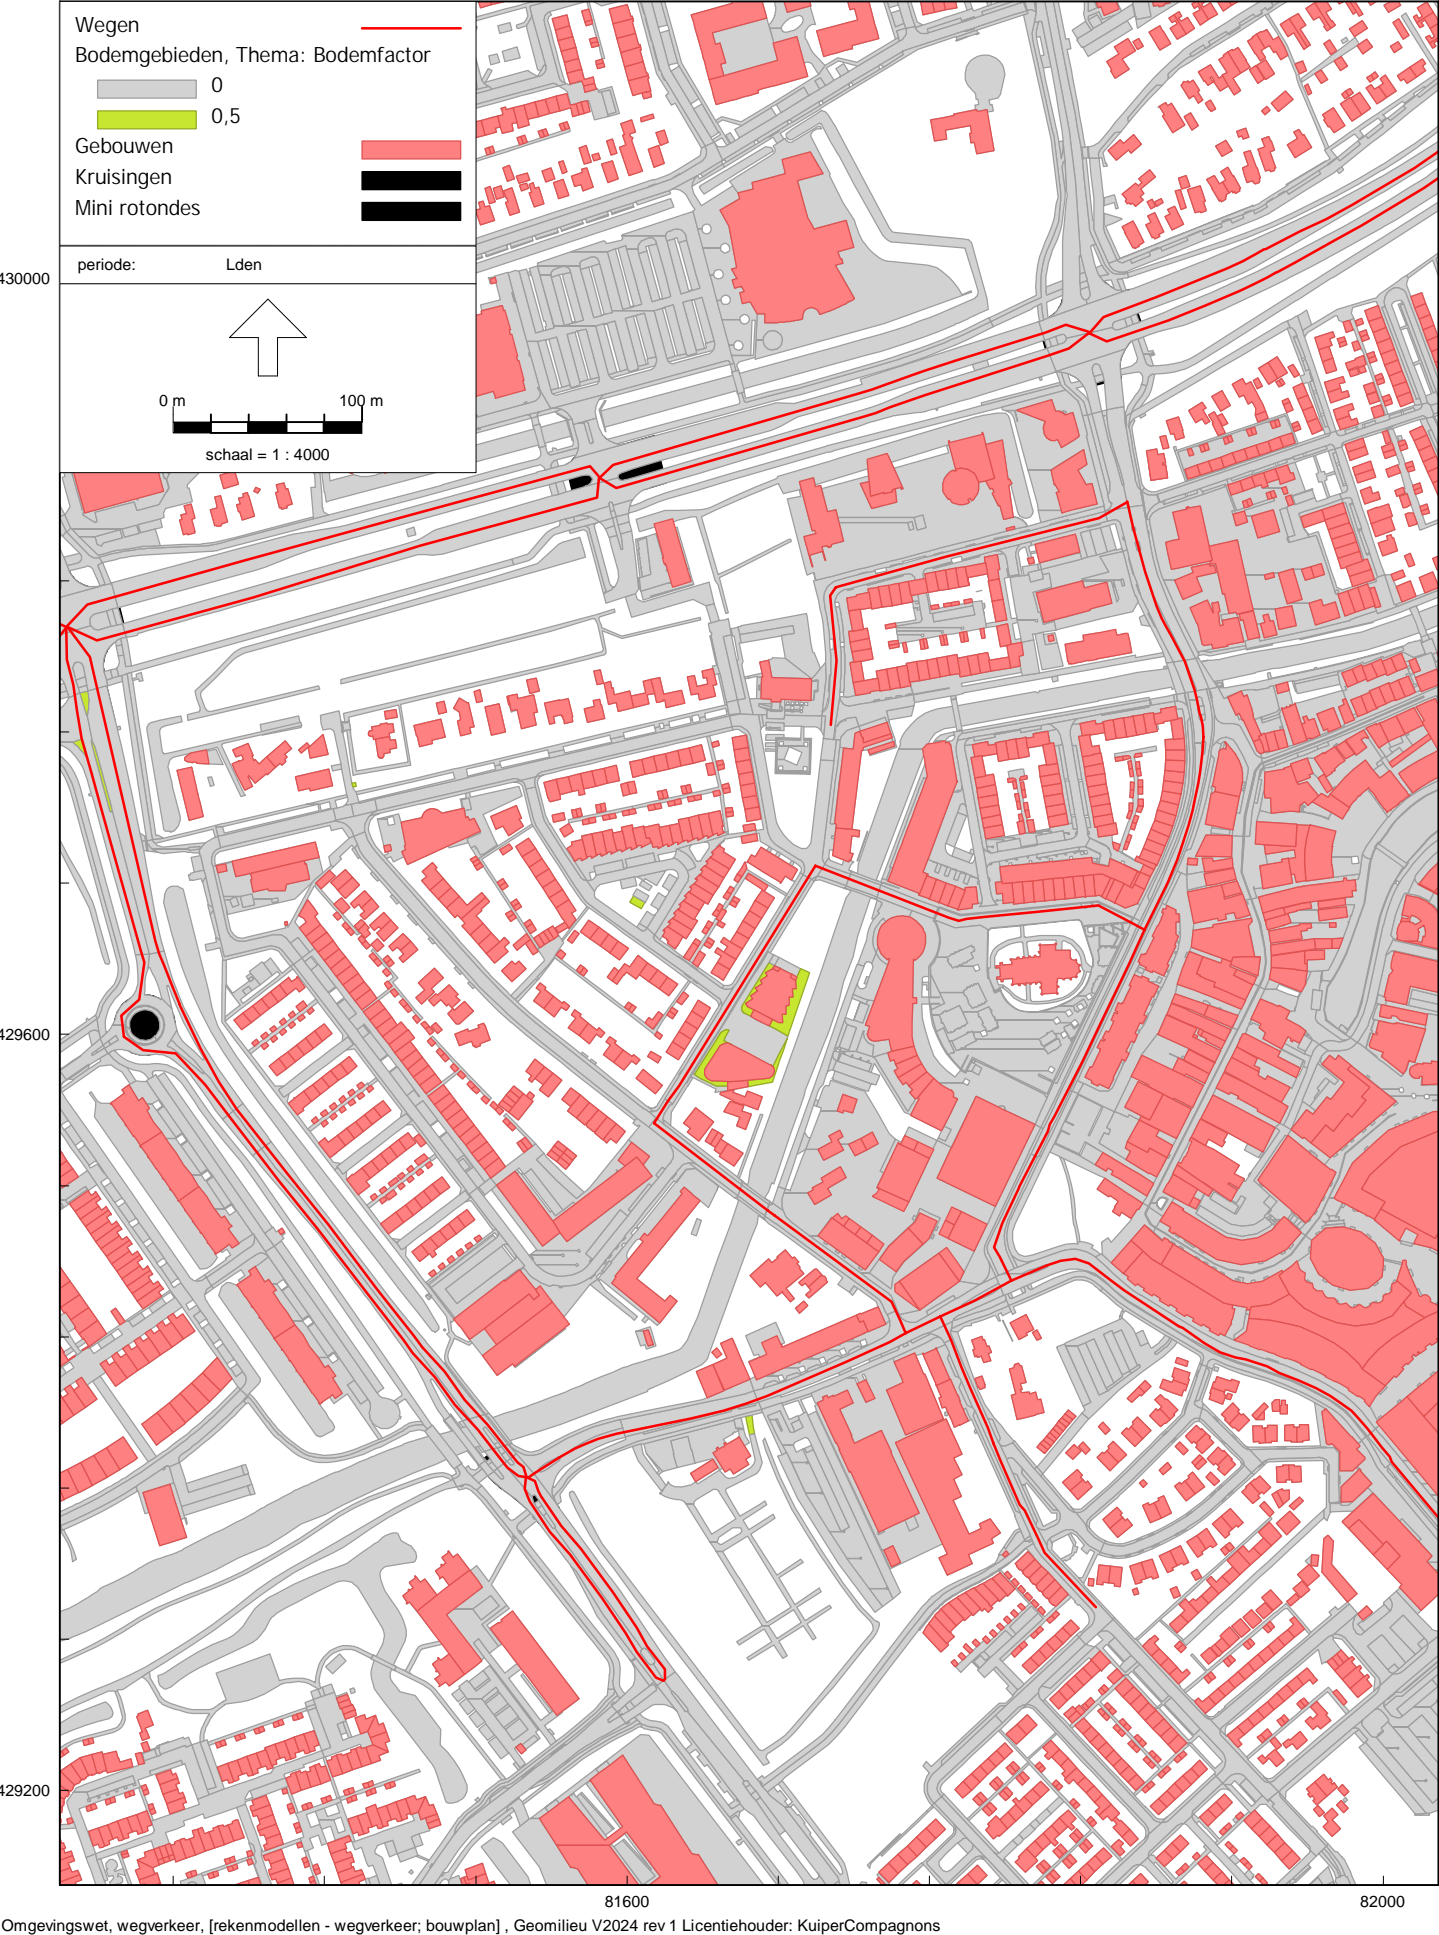 Wegen
Bodemgebieden, Thema: Bodemfactor
0
0,5
Gebouwen
Kruisingen
Mini rotondes
periode: Lden
430000
0 m 100 m
schaal = 1 : 4000
429600
429200
81600 82000
Omgevingswet, wegverkeer, [rekenmodellen - wegverkeer; bouwplan] , Geomilieu V2024 rev 1 Licentiehouder: KuiperCompagnons